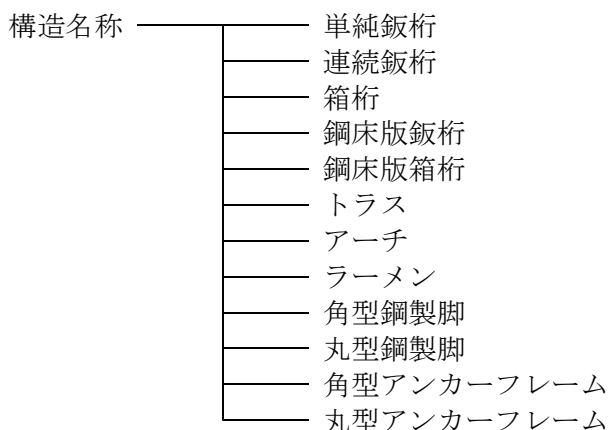 構造名称
単純鈑桁
連続鈑桁
箱桁
鋼床版鈑桁
鋼床版箱桁
トラス
アーチ
ラーメン
角型鋼製脚
丸型鋼製脚
角型アンカーフレーム
丸型アンカーフレーム